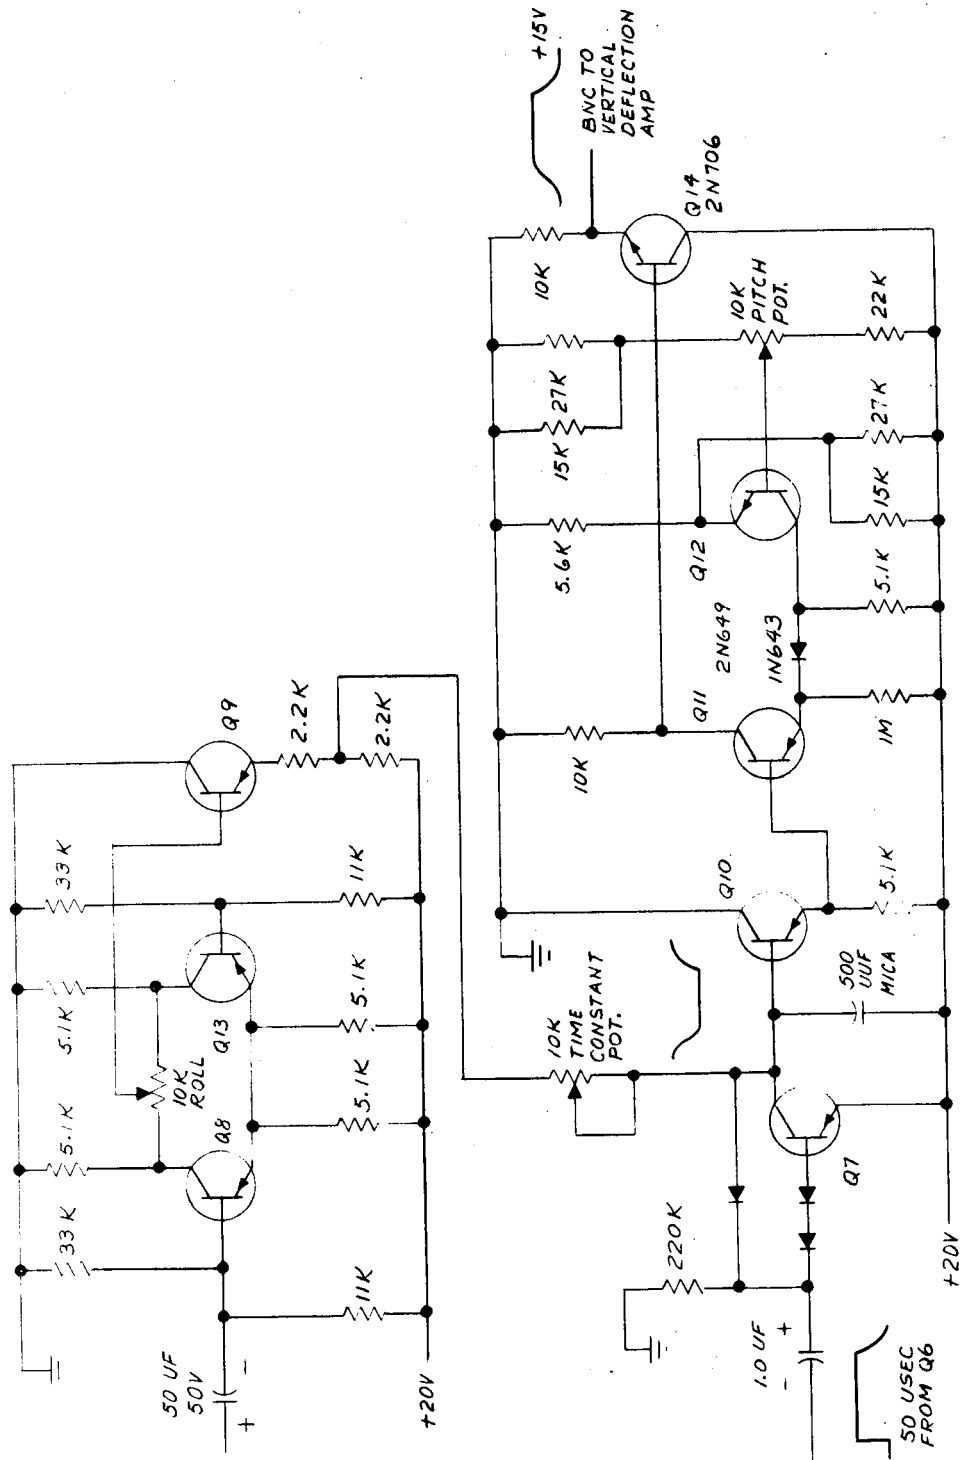 50 UF
50V
+
-
33K
11K
+20V
5.1K
Q8
5.1K
10K
ROLL
5.1K
Q13
5.1K
33K
11K
Q9
2.2K
2.2K
50 USEC
FROM Q6
1.0 UF
-
+
220K
Q7
+20V
10K
TIME
CONSTANT
POT.
500
UUF
MICA
Q10
5.1K
10K
Q11
1M
2N649
1N643
5.1K
5.6K
Q12
15K
27K
15K
27K
10K
PITCH
POT.
22K
10K
Q14
2N706
BNC TO
VERTICAL
DEFLECTION
AMP
+15V